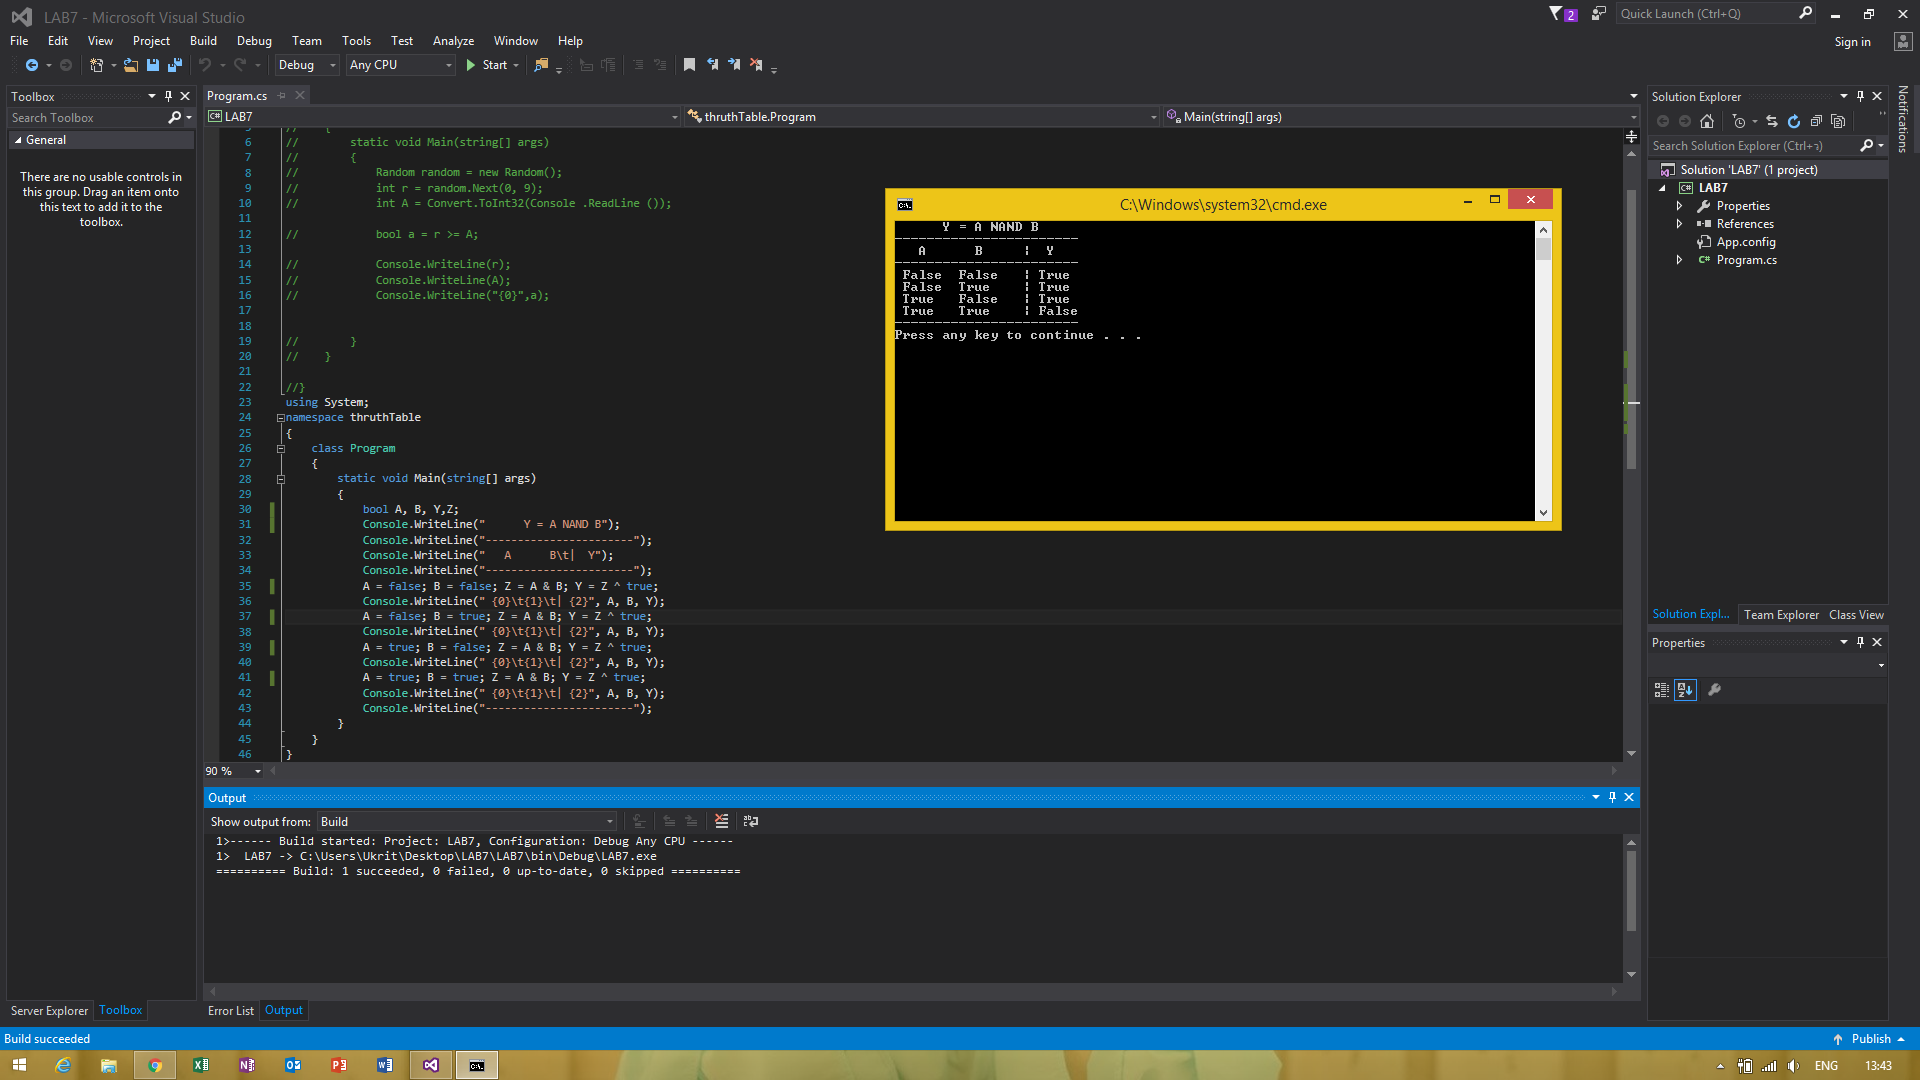 LAB7 - Microsoft Visual Studio
2
Quick Launch (Ctrl+Q)
File Edit View Project Build Debug Team Tools Test Analyze Window Help
Sign in
Debug Any CPU Start
Toolbox
Search Toolbox
General
There are no usable controls in
this group. Drag an item onto
this text to add it to the
toolbox.
Program.cs
LAB7 thruthTable.Program Main(string[] args)
5 // {
6 // static void Main(string[] args)
7 // {
8 // Random random = new Random();
9 // int r = random.Next(0, 9);
10 // int A = Convert.ToInt32(Console .ReadLine ());
11
12 // bool a = r >= A;
13
14 // Console.WriteLine(r);
15 // Console.WriteLine(A);
16 // Console.WriteLine("{0}",a);
17
18
19 // }
20 // }
21
22 //}
23 using System;
24 namespace thruthTable
25 {
26 class Program
27 {
28 static void Main(string[] args)
29 {
30 bool A, B, Y,Z;
31 Console.WriteLine("      Y = A NAND B");
32 Console.WriteLine("-----------------------");
33 Console.WriteLine("   A      B\t|  Y");
34 Console.WriteLine("-----------------------");
35 A = false; B = false; Z = A & B; Y = Z ^ true;
36 Console.WriteLine(" {0}\t{1}\t| {2}", A, B, Y);
37 A = false; B = true; Z = A & B; Y = Z ^ true;
38 Console.WriteLine(" {0}\t{1}\t| {2}", A, B, Y);
39 A = true; B = false; Z = A & B; Y = Z ^ true;
40 Console.WriteLine(" {0}\t{1}\t| {2}", A, B, Y);
41 A = true; B = true; Z = A & B; Y = Z ^ true;
42 Console.WriteLine(" {0}\t{1}\t| {2}", A, B, Y);
43 Console.WriteLine("-----------------------");
44 }
45 }
46 }
90 %
C:\Windows\system32\cmd.exe
Y = A NAND B
-----------------------
A B | Y
-----------------------
False False | True
False True | True
True False | True
True True | False
-----------------------
Press any key to continue . . .
Output
Show output from: Build
1>------ Build started: Project: LAB7, Configuration: Debug Any CPU ------
1>  LAB7 -> C:\Users\Ukrit\Desktop\LAB7\LAB7\bin\Debug\LAB7.exe
========== Build: 1 succeeded, 0 failed, 0 up-to-date, 0 skipped ==========
Server Explorer Toolbox
Error List Output
Solution Explorer
Search Solution Explorer (Ctrl+ว)
Solution 'LAB7' (1 project)
LAB7
Properties
References
App.config
Program.cs
Solution Expl... Team Explorer Class View
Properties
Notifications
Build succeeded
Publish
ENG 13:43